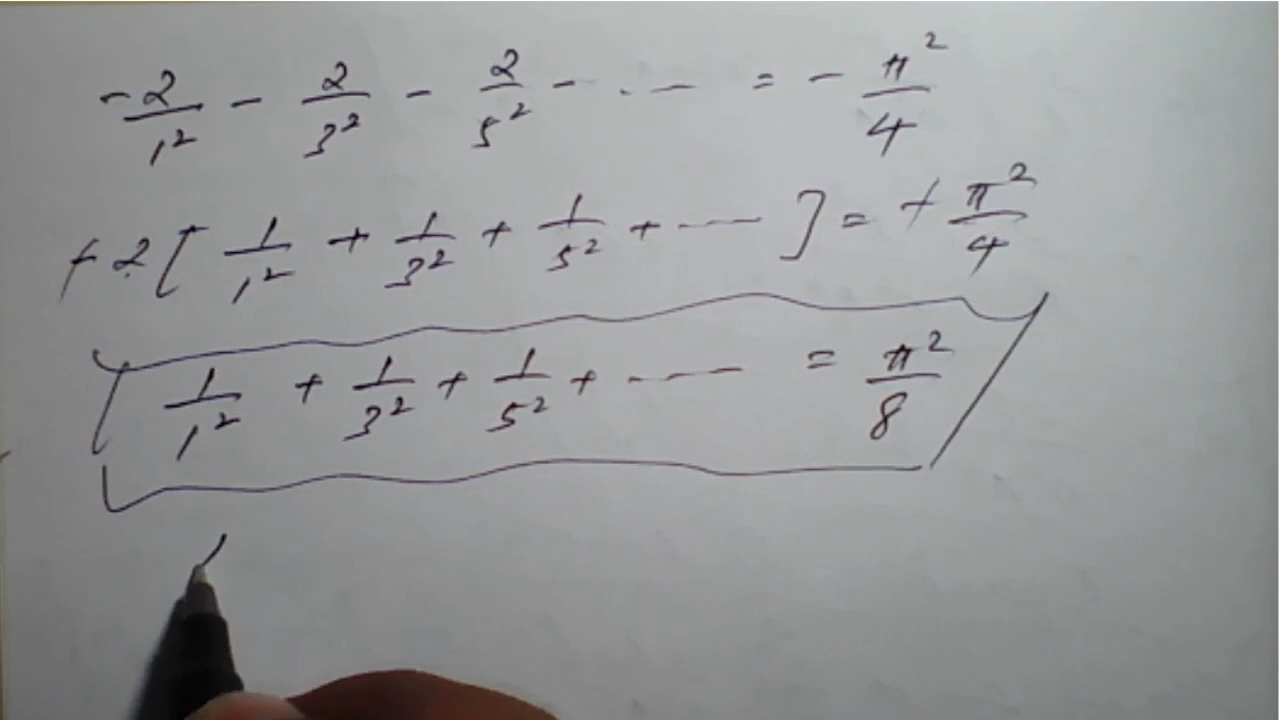 -2/1² - 2/3² - 2/5² - ... = - π²/4
+ 2 [ 1/1² + 1/3² + 1/5² + ... ] = + π²/4
1/1² + 1/3² + 1/5² + ... = π²/8